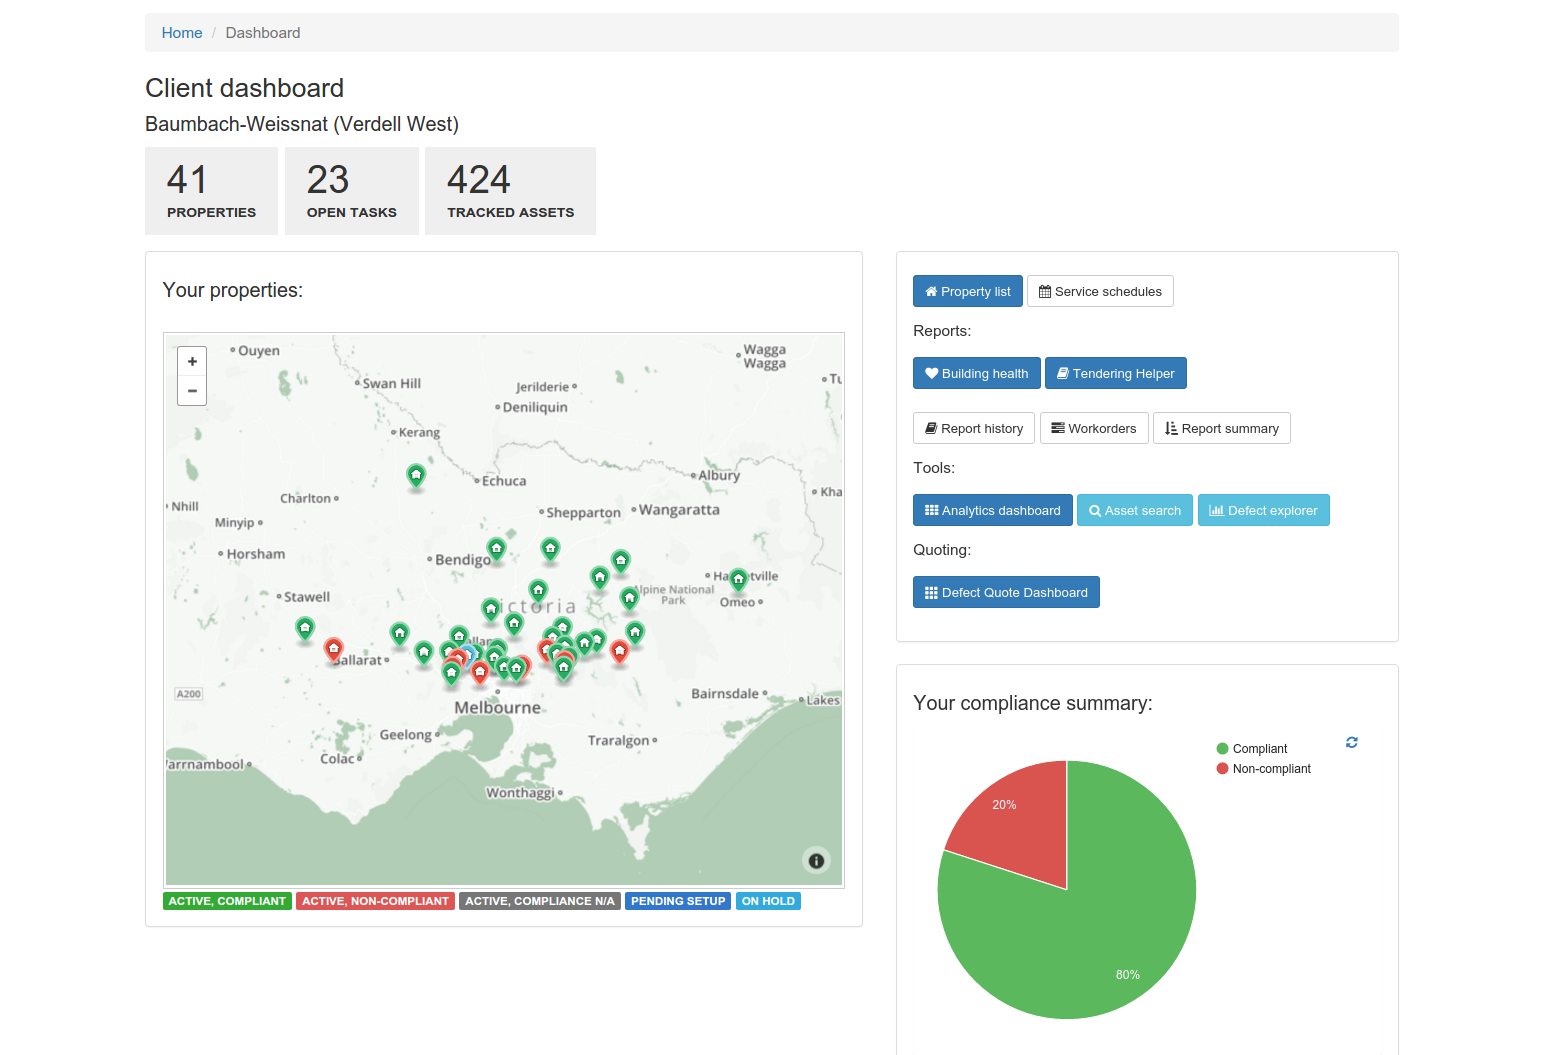 Home / Dashboard
Client dashboard
Baumbach-Weissnat (Verdell West)
41
PROPERTIES
23
OPEN TASKS
424
TRACKED ASSETS
Your properties:
+
−
Ouyen
Wagga
Wagga
Swan Hill
Jerilderie
Deniliquin
Kerang
Echuca
Albury
Charlton
Nhill
Minyip
Shepparton
Wangaratta
Horsham
Bendigo
Stawell
Alpine National
Park
Omeo
Ballarat
A200
Melbourne
Bairnsdale
Lakes
Geelong
Traralgon
Colac
Wonthaggi
ACTIVE, COMPLIANT
ACTIVE, NON-COMPLIANT
ACTIVE, COMPLIANCE N/A
PENDING SETUP
ON HOLD
Property list
Service schedules
Reports:
Building health
Tendering Helper
Report history
Workorders
Report summary
Tools:
Analytics dashboard
Asset search
Defect explorer
Quoting:
Defect Quote Dashboard
Your compliance summary:
Compliant
Non-compliant
20%
80%